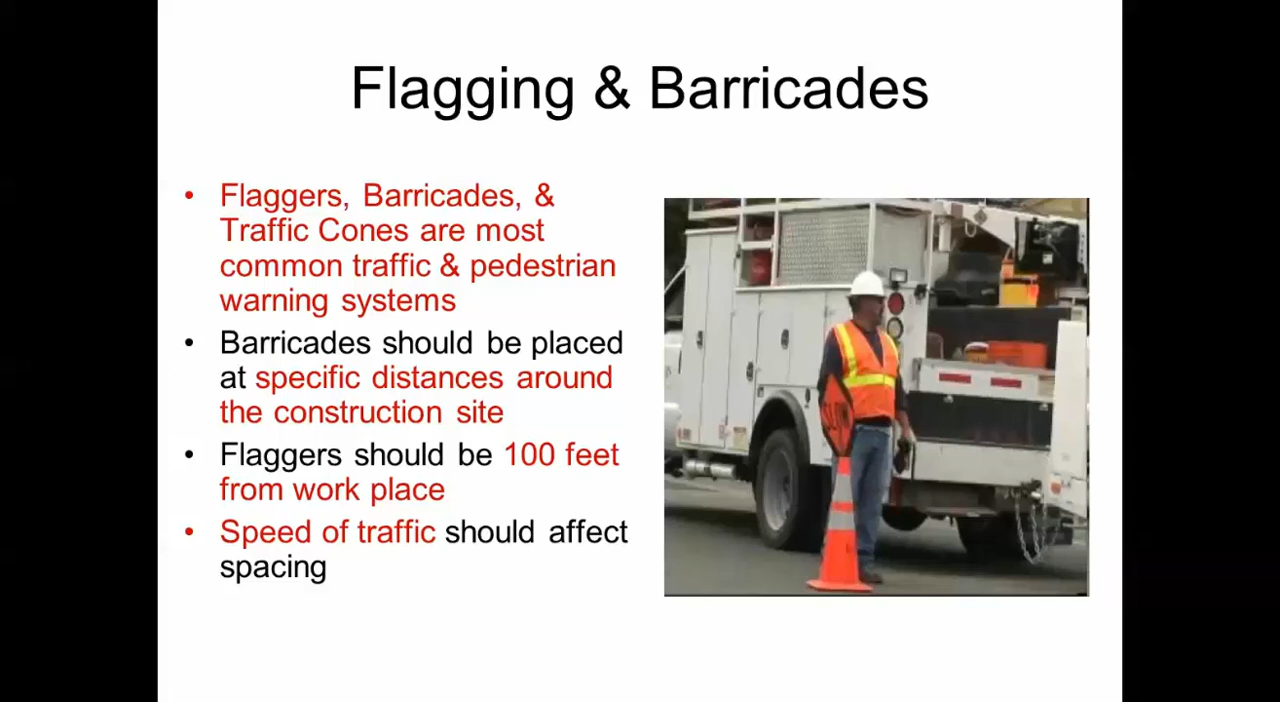 Flagging & Barricades
• Flaggers, Barricades, &
Traffic Cones are most
common traffic & pedestrian
warning systems
• Barricades should be placed
at specific distances around
the construction site
• Flaggers should be 100 feet
from work place
• Speed of traffic should affect
spacing
SLOW